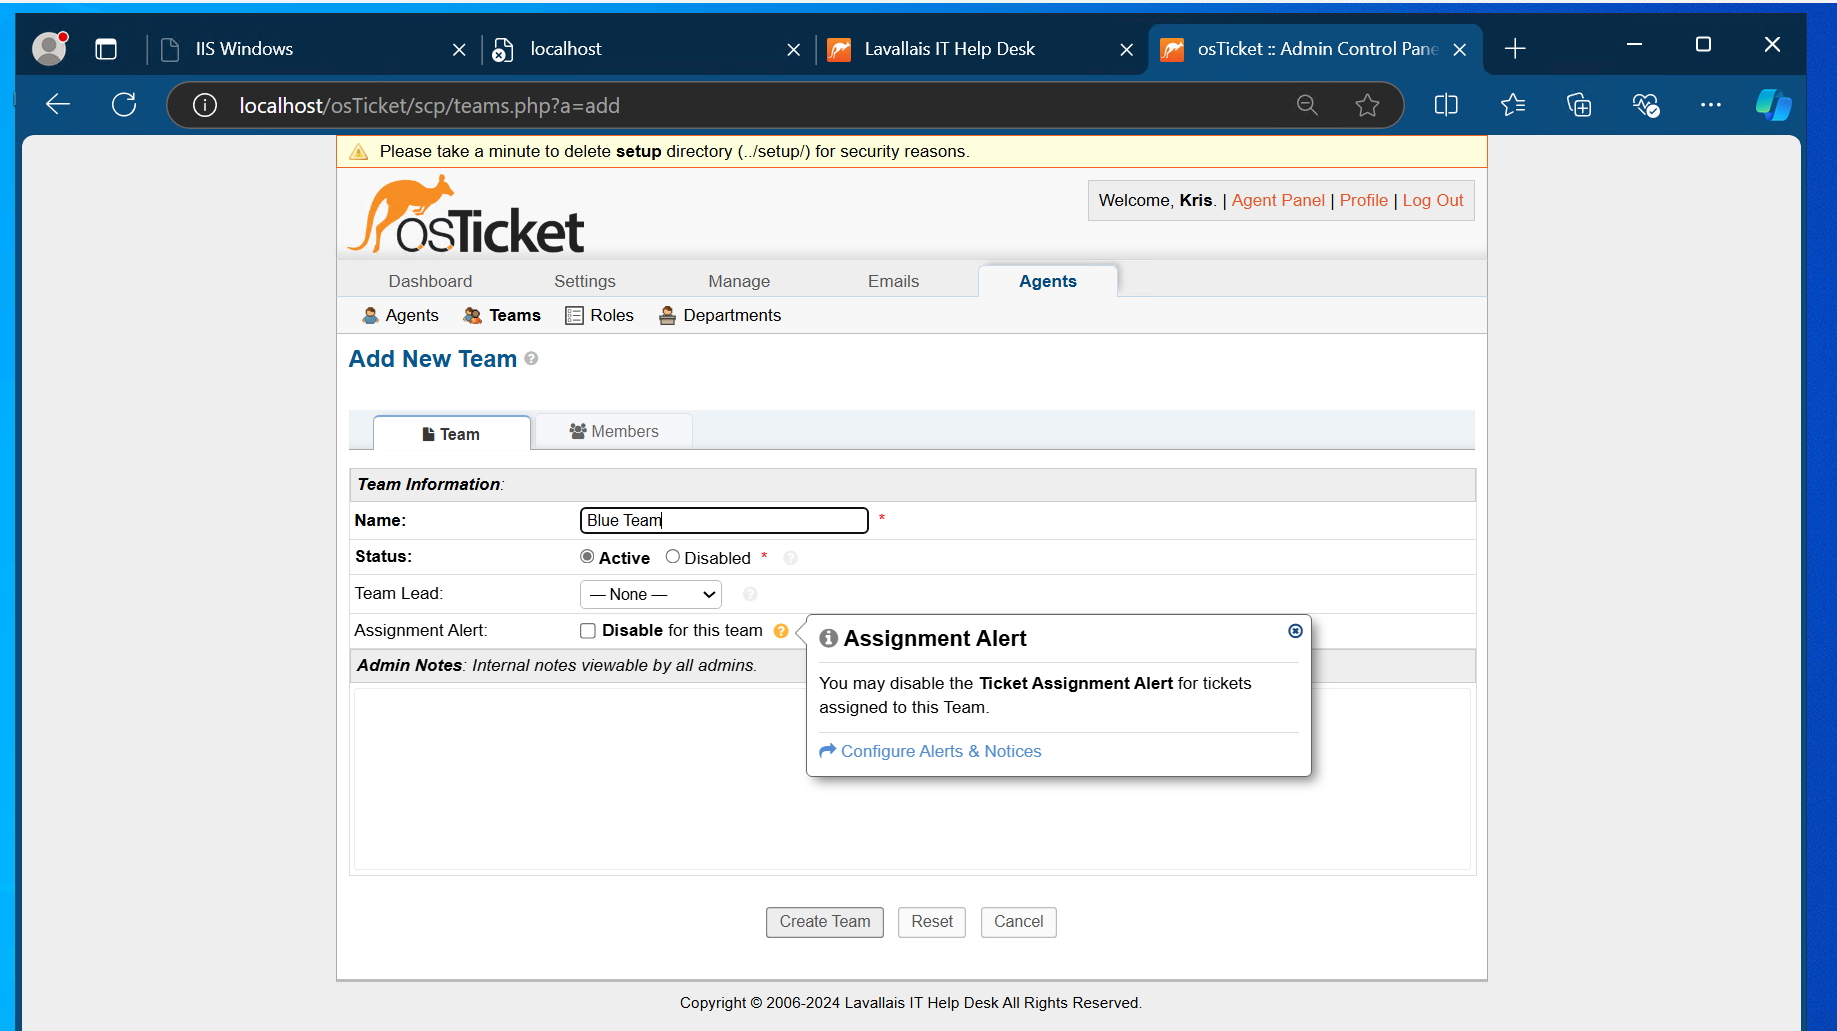 IIS Windows
localhost
Lavallais IT Help Desk
osTicket :: Admin Control Pane
localhost/osTicket/scp/teams.php?a=add
Please take a minute to delete setup directory (../setup/) for security reasons.
osTicket
Welcome, Kris. | Agent Panel | Profile | Log Out
Dashboard Settings Manage Emails Agents
Agents Teams Roles Departments
Add New Team ?
Team Members
Team Information:
Name: Blue Team *
Status: Active Disabled * ?
Team Lead: — None — ?
Assignment Alert: Disable for this team ?
Assignment Alert
You may disable the Ticket Assignment Alert for tickets
assigned to this Team.
Configure Alerts & Notices
Admin Notes: Internal notes viewable by all admins.
Create Team Reset Cancel
Copyright © 2006-2024 Lavallais IT Help Desk All Rights Reserved.